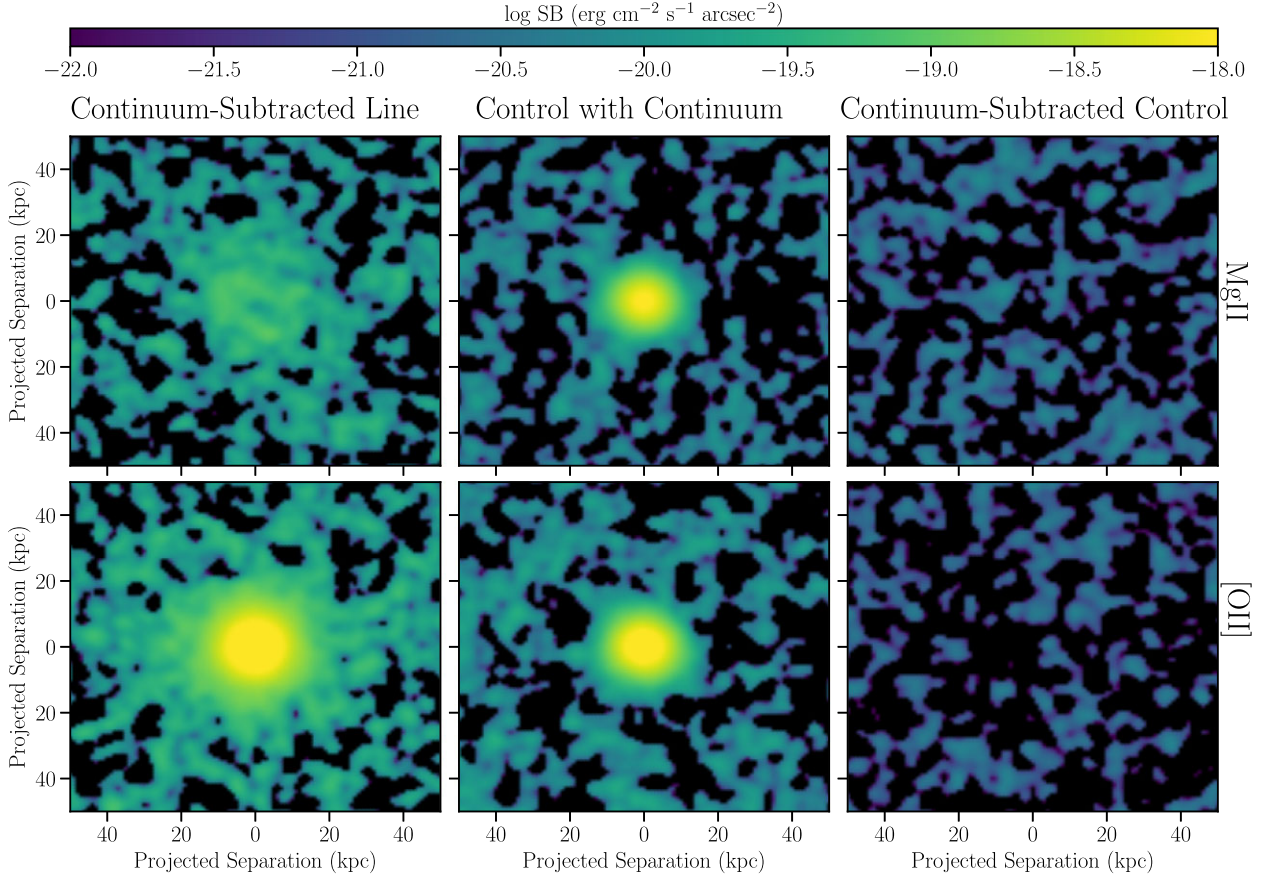 log SB (erg cm⁻² s⁻¹ arcsec⁻²)
−22.0 −21.5 −21.0 −20.5 −20.0 −19.5 −19.0 −18.5 −18.0
Continuum-Subtracted Line Control with Continuum Continuum-Subtracted Control
Projected Separation (kpc)
40
20
0
20
40
MgII
Projected Separation (kpc)
40
20
0
20
40
[OII]
40 20 0 20 40 40 20 0 20 40 40 20 0 20 40
Projected Separation (kpc) Projected Separation (kpc) Projected Separation (kpc)